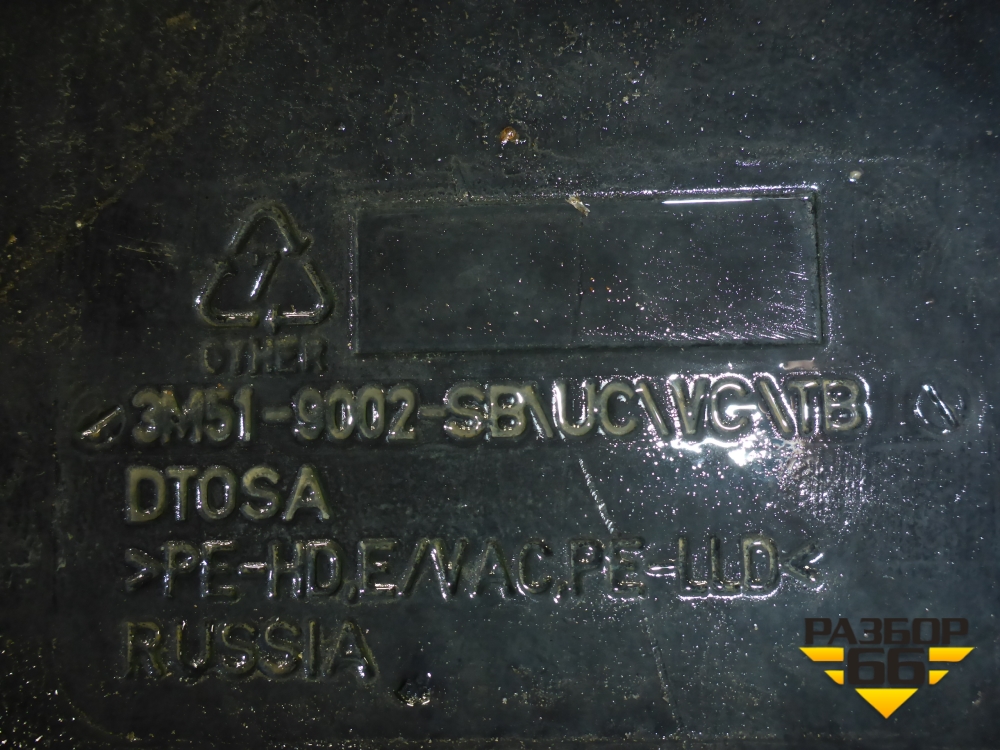 7
OTHER
3M51-9002-SB\UC\VG\TB
DTOSA
>PE-HD,E/VAC,PE-LLD<
RUSSIA
РАЗБОР
66